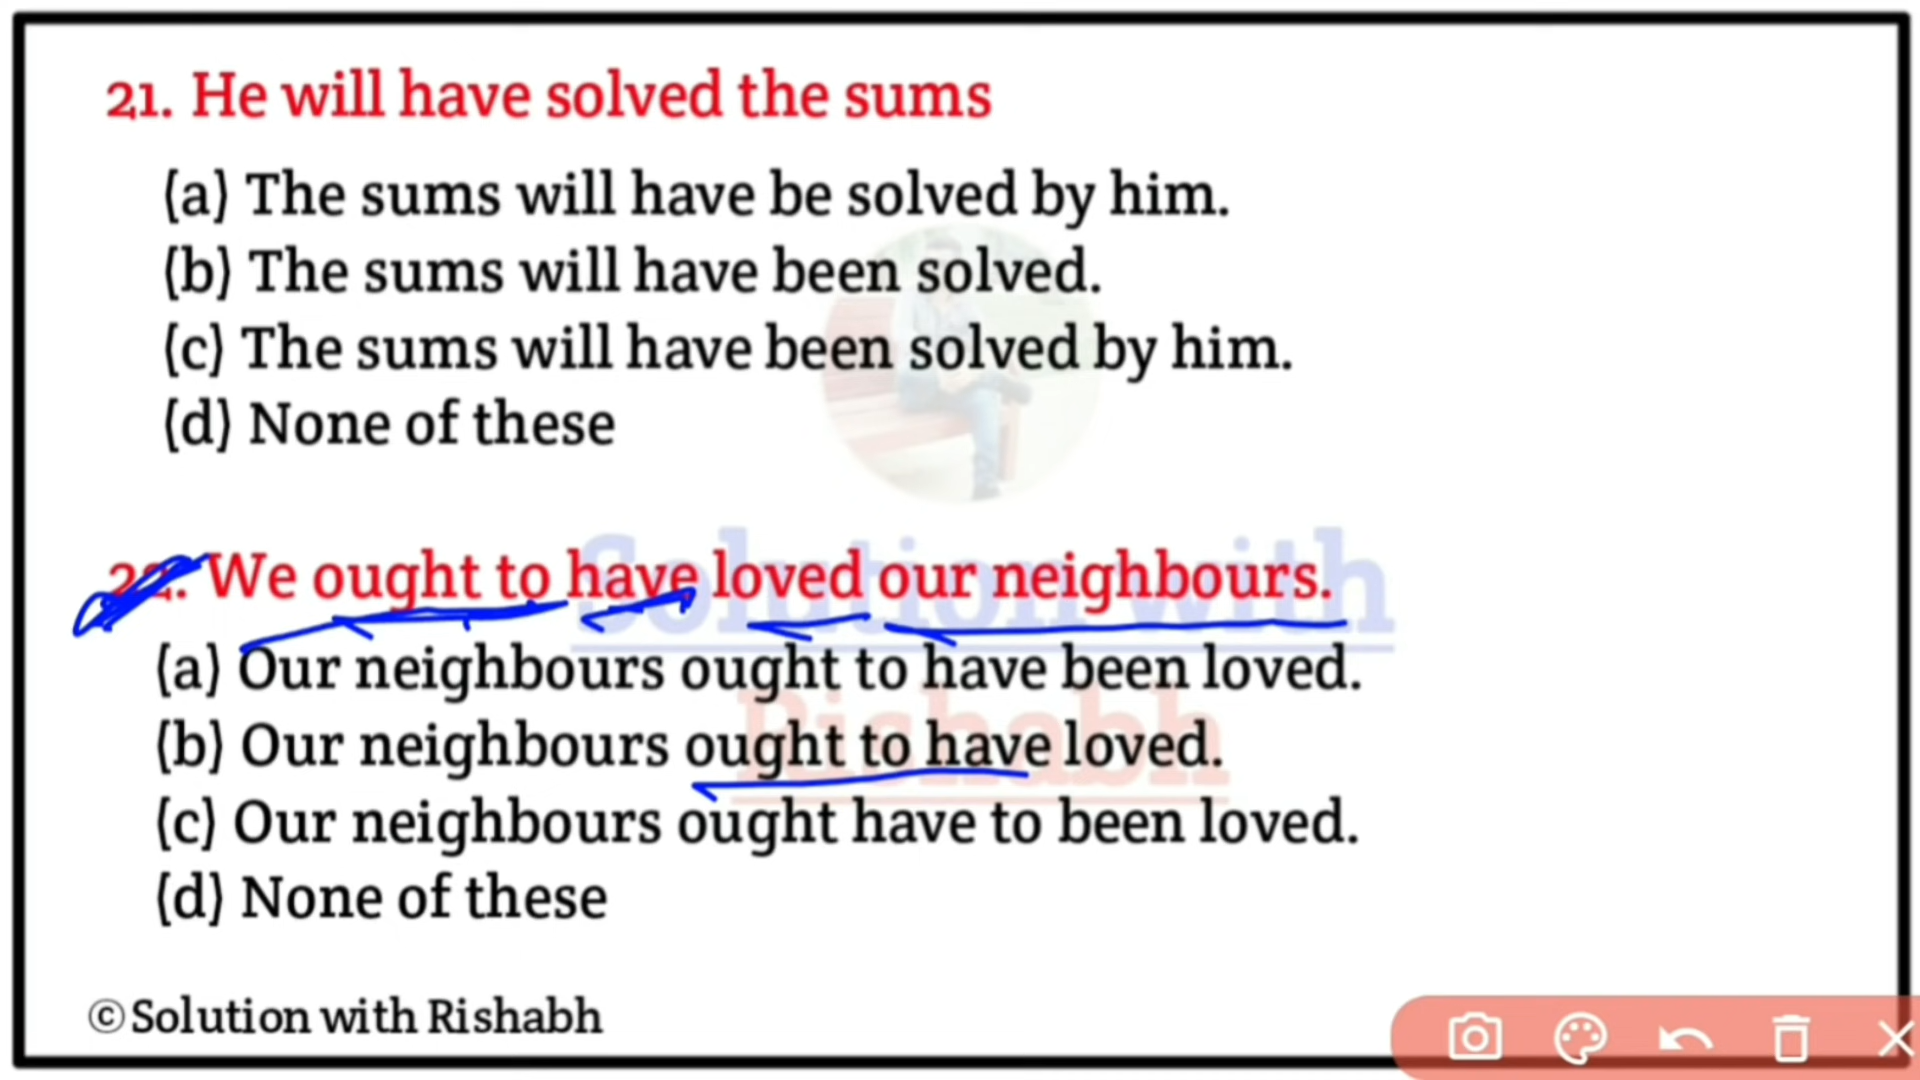 21. He will have solved the sums
(a) The sums will have be solved by him.
(b) The sums will have been solved.
(c) The sums will have been solved by him.
(d) None of these
22. We ought to have loved our neighbours.
(a) Our neighbours ought to have been loved.
(b) Our neighbours ought to have loved.
(c) Our neighbours ought have to been loved.
(d) None of these
Solution with
Rishabh
©Solution with Rishabh